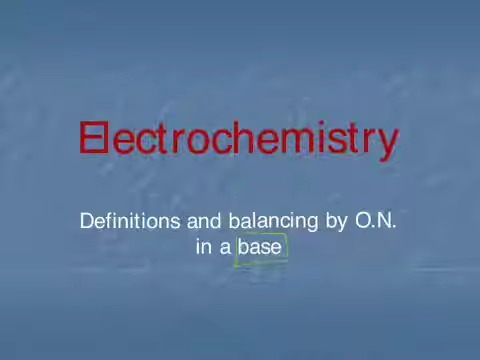 Electrochemistry
Definitions and balancing by O.N.
in a base